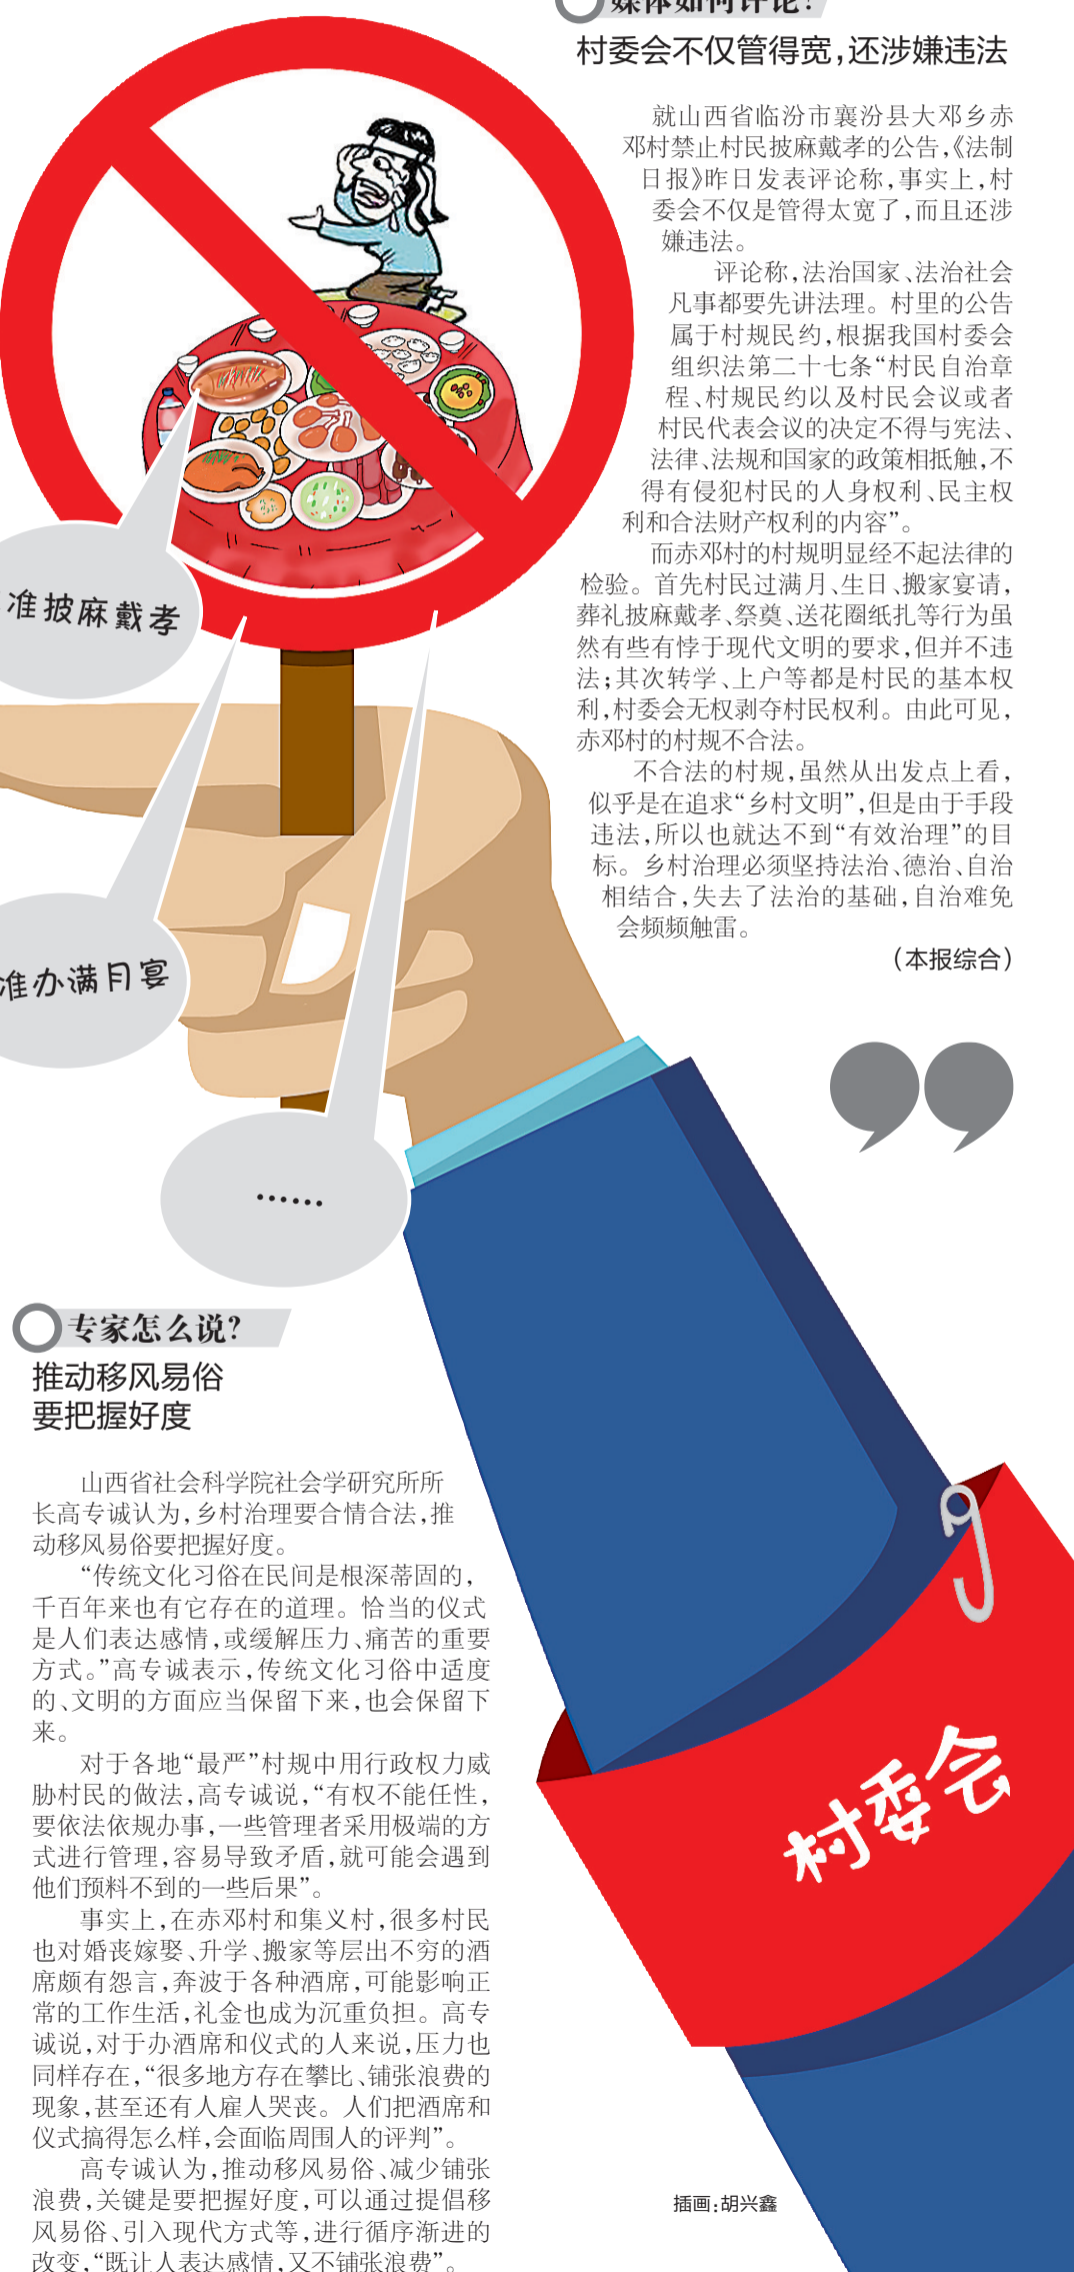 媒体如何评论?
村委会不仅管得宽,还涉嫌违法
就山西省临汾市襄汾县大邓乡赤
邓村禁止村民披麻戴孝的公告,《法制
日报》昨日发表评论称,事实上,村
委会不仅是管得太宽了,而且还涉
嫌违法。
评论称,法治国家、法治社会
凡事都要先讲法理。村里的公告
属于村规民约,根据我国村委会
组织法第二十七条“村民自治章
程、村规民约以及村民会议或者
村民代表会议的决定不得与宪法、
法律、法规和国家的政策相抵触,不
得有侵犯村民的人身权利、民主权
利和合法财产权利的内容”。
而赤邓村的村规明显经不起法律的
检验。首先村民过满月、生日、搬家宴请,
葬礼披麻戴孝、祭奠、送花圈纸扎等行为虽
然有些有悖于现代文明的要求,但并不违
法;其次转学、上户等都是村民的基本权
利,村委会无权剥夺村民权利。由此可见,
赤邓村的村规不合法。
不合法的村规,虽然从出发点上看,
似乎是在追求“乡村文明”,但是由于手段
违法,所以也就达不到“有效治理”的目
标。乡村治理必须坚持法治、德治、自治
相结合,失去了法治的基础,自治难免
会频频触雷。
(本报综合)
准披麻戴孝
准办满月宴
……
专家怎么说?
推动移风易俗
要把握好度
山西省社会科学院社会学研究所所
长高专诚认为,乡村治理要合情合法,推
动移风易俗要把握好度。
“传统文化习俗在民间是根深蒂固的,
千百年来也有它存在的道理。恰当的仪式
是人们表达感情,或缓解压力、痛苦的重要
方式。”高专诚表示,传统文化习俗中适度
的、文明的方面应当保留下来,也会保留下
来。
对于各地“最严”村规中用行政权力威
胁村民的做法,高专诚说,“有权不能任性,
要依法依规办事,一些管理者采用极端的方
式进行管理,容易导致矛盾,就可能会遇到
他们预料不到的一些后果”。
事实上,在赤邓村和集义村,很多村民
也对婚丧嫁娶、升学、搬家等层出不穷的酒
席颇有怨言,奔波于各种酒席,可能影响正
常的工作生活,礼金也成为沉重负担。高专
诚说,对于办酒席和仪式的人来说,压力也
同样存在,“很多地方存在攀比、铺张浪费的
现象,甚至还有人雇人哭丧。人们把酒席和
仪式搞得怎么样,会面临周围人的评判”。
高专诚认为,推动移风易俗、减少铺张
浪费,关键是要把握好度,可以通过提倡移
风易俗、引入现代方式等,进行循序渐进的
改变,“既让人表达感情,又不铺张浪费”。
村委会
插画:胡兴鑫